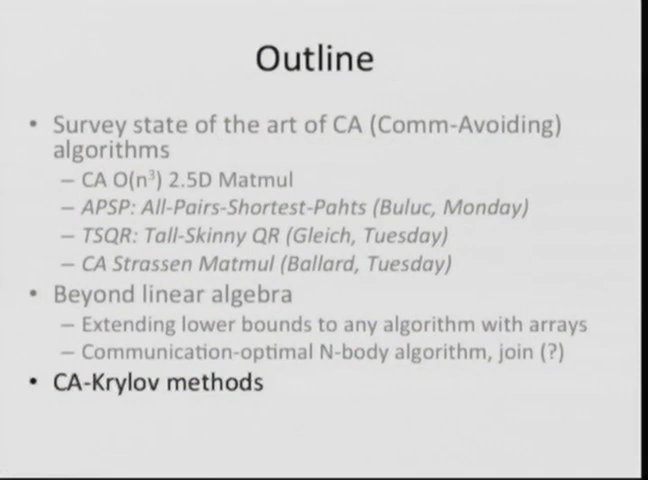 Outline
• Survey state of the art of CA (Comm-Avoiding)
algorithms
– CA O(n³) 2.5D Matmul
– APSP: All-Pairs-Shortest-Pahts (Buluc, Monday)
– TSQR: Tall-Skinny QR (Gleich, Tuesday)
– CA Strassen Matmul (Ballard, Tuesday)
• Beyond linear algebra
– Extending lower bounds to any algorithm with arrays
– Communication-optimal N-body algorithm, join (?)
• CA-Krylov methods